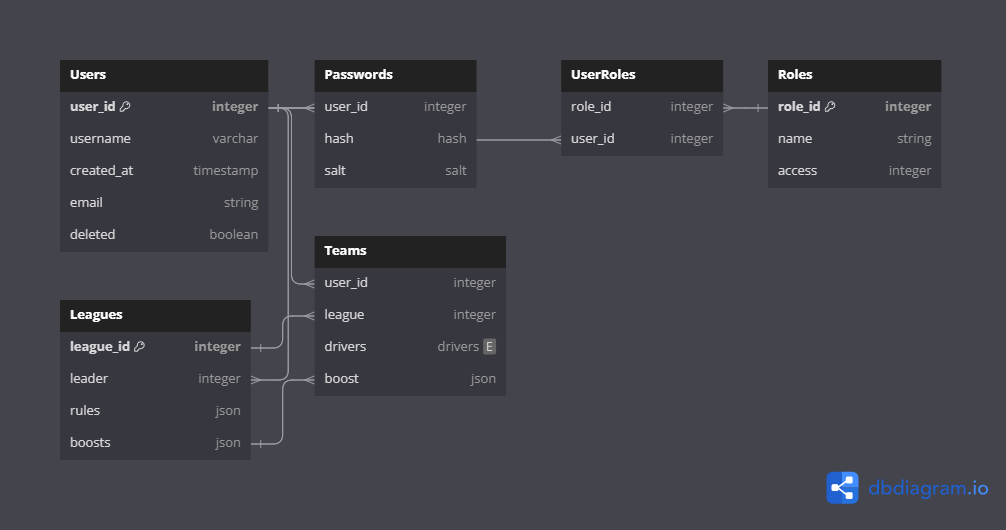 Users
user_id integer
username varchar
created_at timestamp
email string
deleted boolean
Passwords
user_id integer
hash hash
salt salt
UserRoles
role_id integer
user_id integer
Roles
role_id integer
name string
access integer
Teams
user_id integer
league integer
drivers drivers E
boost json
Leagues
league_id integer
leader integer
rules json
boosts json
dbdiagram.io